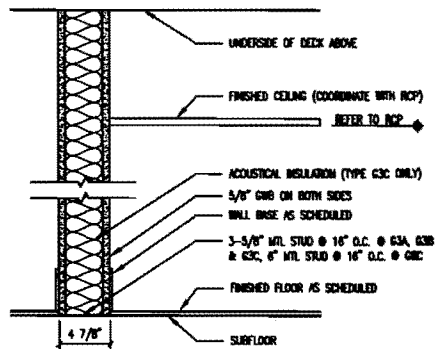 UNDERSIDE OF DECK ABOVE
FINISHED CEILING (COORDINATE WITH RCP)
REFER TO RCP
ACOUSTICAL INSULATION (TYPE G3C ONLY)
5/8" GWB ON BOTH SIDES
WALL BASE AS SCHEDULED
3-5/8" MTL STUD @ 16" O.C. @ G3A, G3B
& G3C, 6" MTL STUD @ 16" O.C. @ G6C
FINISHED FLOOR AS SCHEDULED
4 7/8"
SUBFLOOR